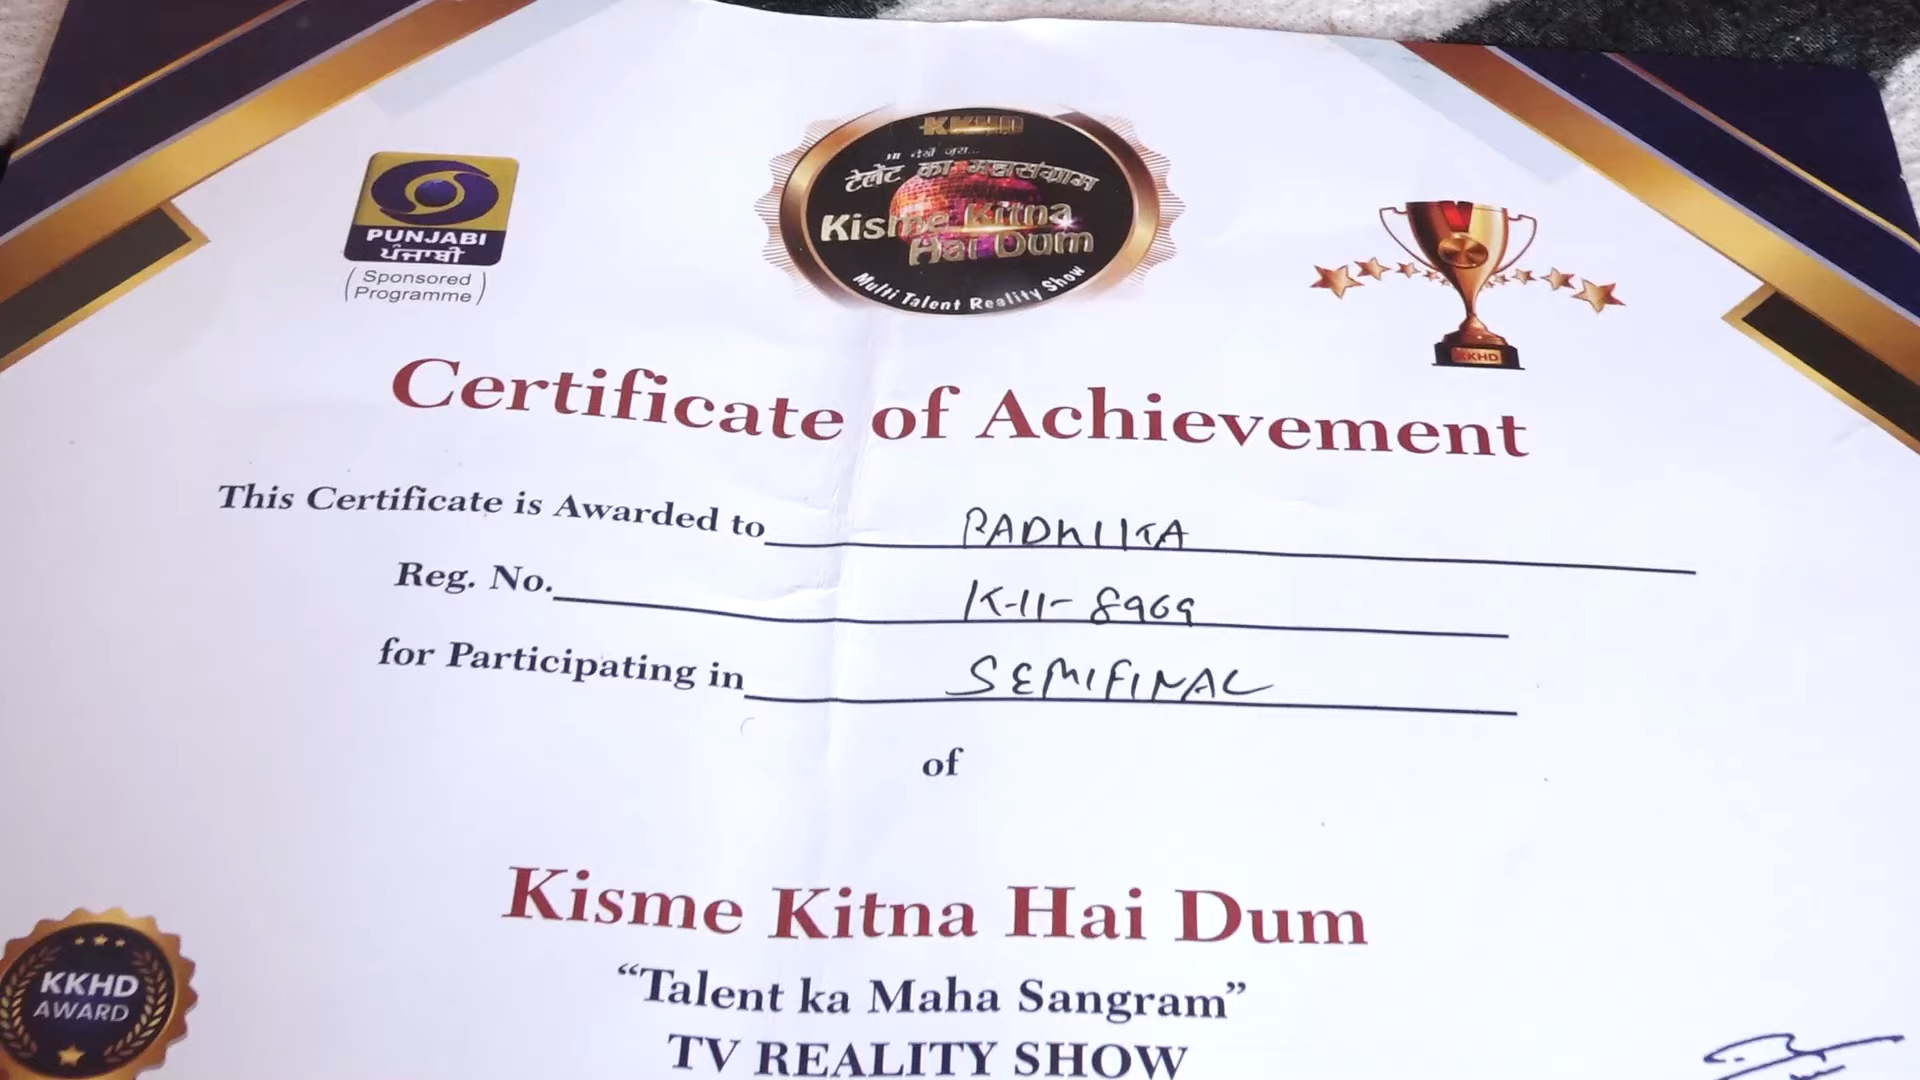 KKHD
टेलेंट का महासंग्राम
Kisme Kitna
Hai Dum
Multi Talent Reality Show
PUNJABI
ਪੰਜਾਬੀ
(Sponsored
Programme)
KKHD
Certificate of Achievement
This Certificate is Awarded to RADHIKA
Reg. No. K-11-8969
for Participating in SEMIFINAL
of
Kisme Kitna Hai Dum
"Talent ka Maha Sangram"
TV REALITY SHOW
KKHD
AWARD